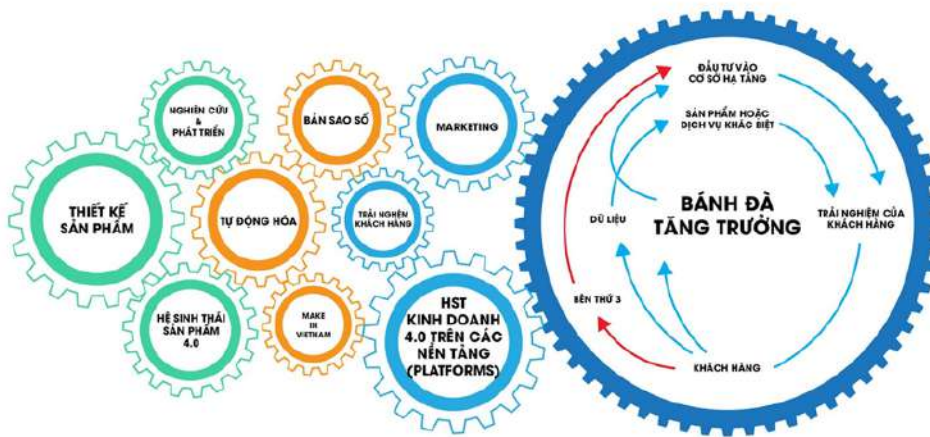 NGHIÊN CỨU
&
PHÁT TRIỂN
BẢN SAO SỐ
MARKETING
THIẾT KẾ
SẢN PHẨM
TỰ ĐỘNG HÓA
TRẢI NGHIỆM
KHÁCH HÀNG
HỆ SINH THÁI
SẢN PHẨM
4.0
MAKE
IN
VIETNAM
HST
KINH DOANH
4.0 TRÊN CÁC
NỀN TẢNG
(PLATFORMS)
ĐẦU TƯ VÀO
CƠ SỞ HẠ TẦNG
SẢN PHẨM HOẶC
DỊCH VỤ KHÁC BIỆT
BÁNH ĐÀ
TĂNG TRƯỞNG
DỮ LIỆU
TRẢI NGHIỆM CỦA
KHÁCH HÀNG
BÊN THỨ 3
KHÁCH HÀNG